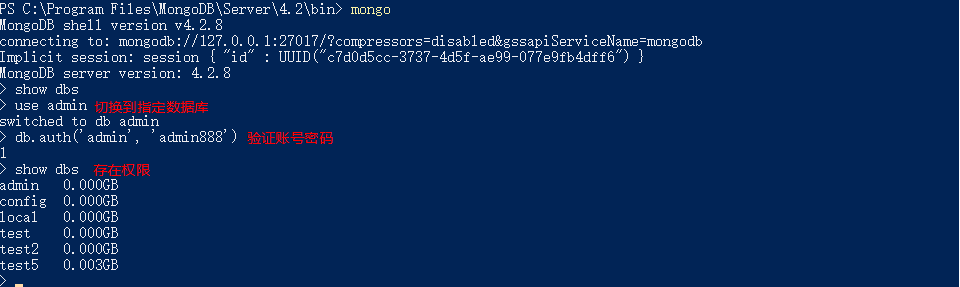 PS C:\Program Files\MongoDB\Server\4.2\bin> mongo
MongoDB shell version v4.2.8
connecting to: mongodb://127.0.0.1:27017/?compressors=disabled&gssapiServiceName=mongodb
Implicit session: session { "id" : UUID("c7d0d5cc-3737-4d5f-ae99-077e9fb4dff6") }
MongoDB server version: 4.2.8
> show dbs
> use admin 切换到指定数据库
switched to db admin
> db.auth('admin', 'admin888') 验证账号密码
1
> show dbs 存在权限
admin 0.000GB
config 0.000GB
local 0.000GB
test 0.000GB
test2 0.000GB
test5 0.003GB
>